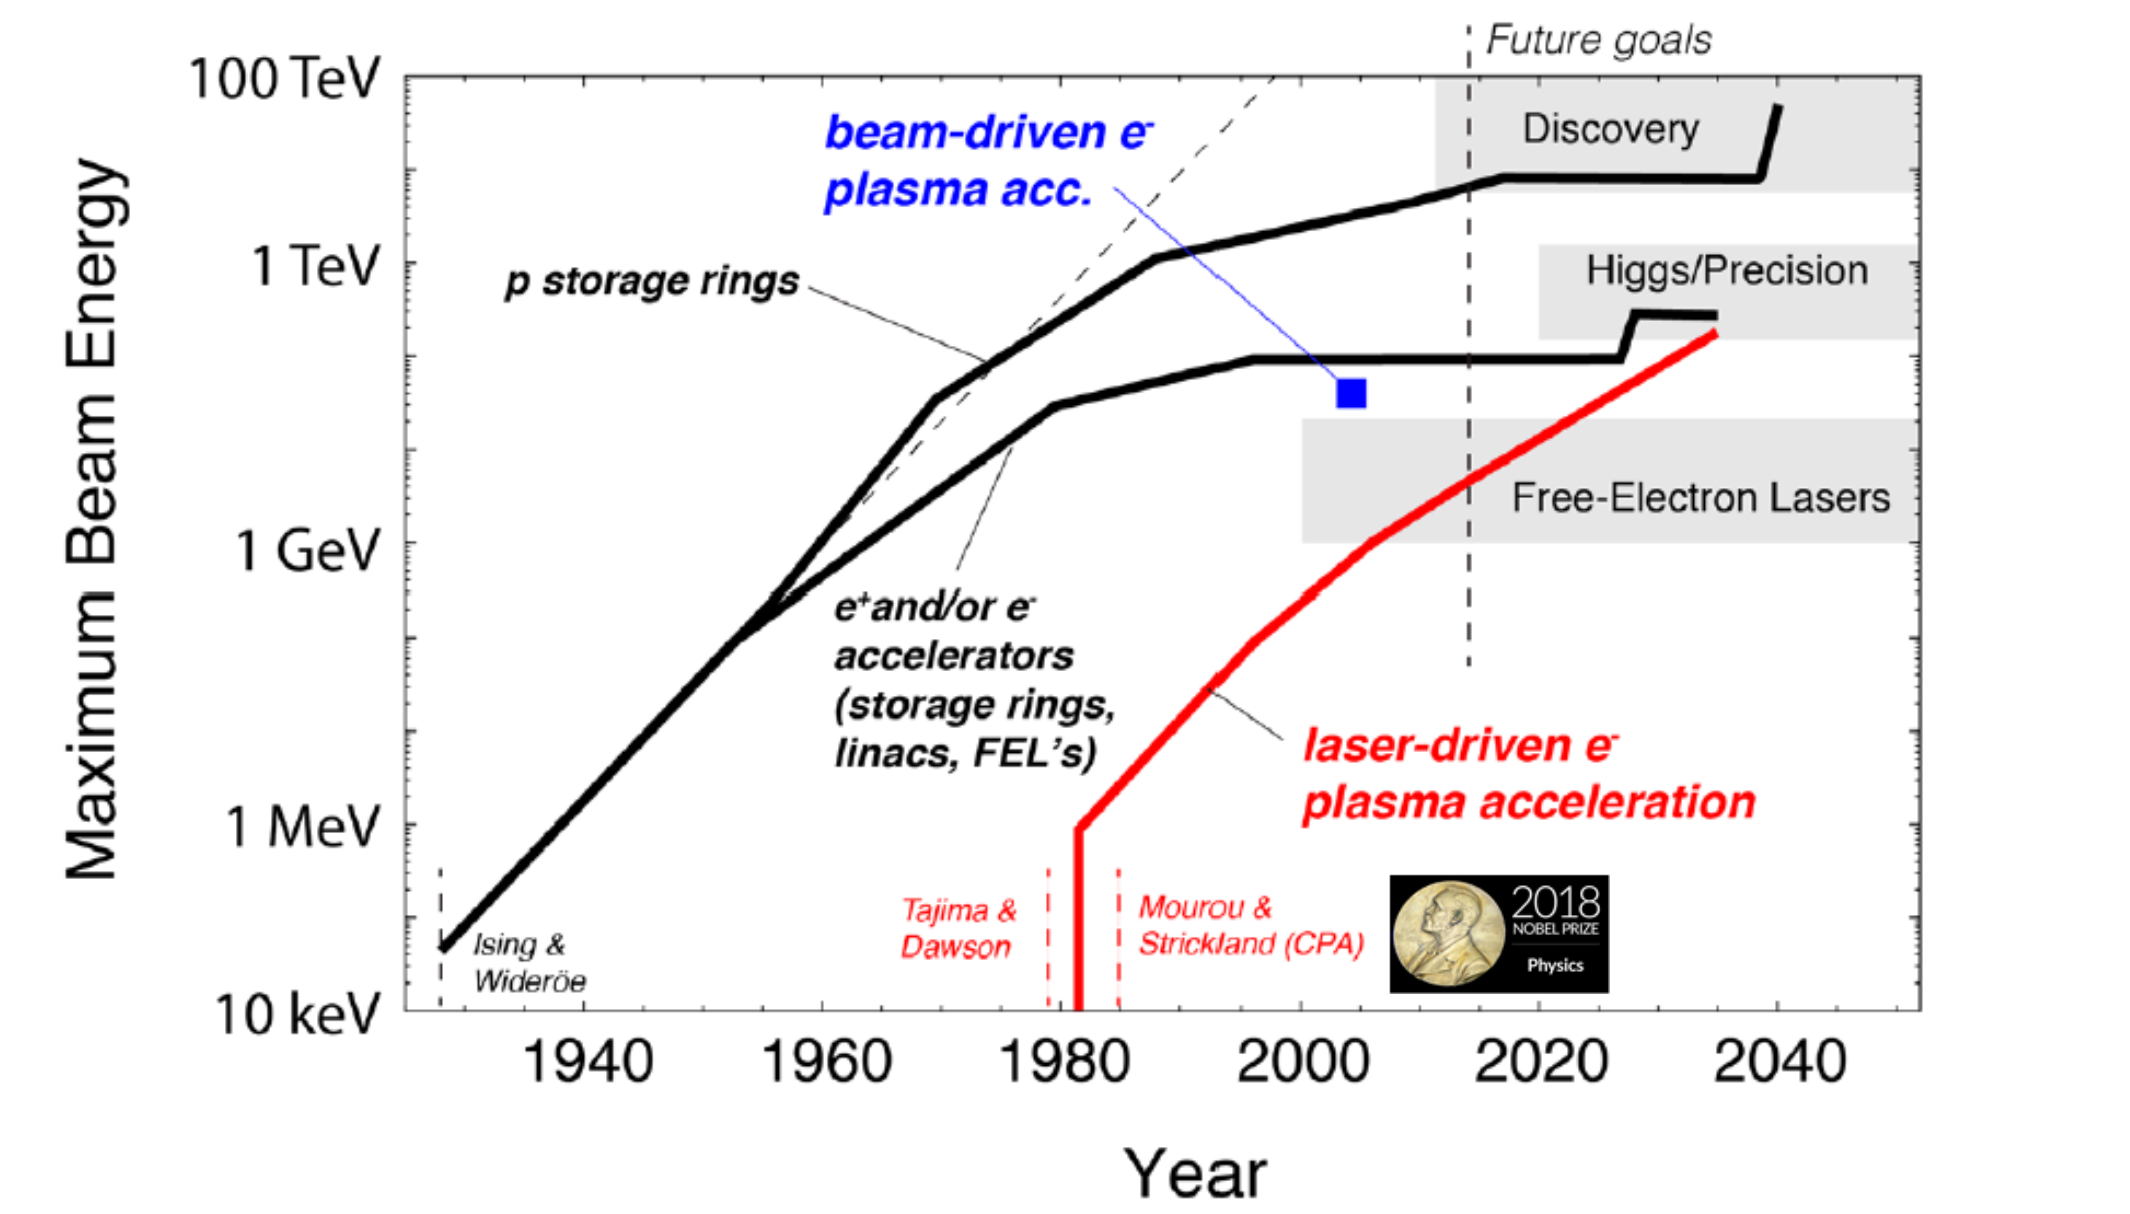 Future goals
100 TeV
Discovery
beam-driven e⁻
plasma acc.
1 TeV
Higgs/Precision
p storage rings
Maximum Beam Energy
Free-Electron Lasers
1 GeV
e⁺and/or e⁻
accelerators
(storage rings,
linacs, FEL's)
laser-driven e⁻
plasma acceleration
1 MeV
Tajima &
Dawson
Mourou &
Strickland (CPA)
2018
NOBEL PRIZE
Physics
Ising &
Wideröe
10 keV
1940 1960 1980 2000 2020 2040
Year